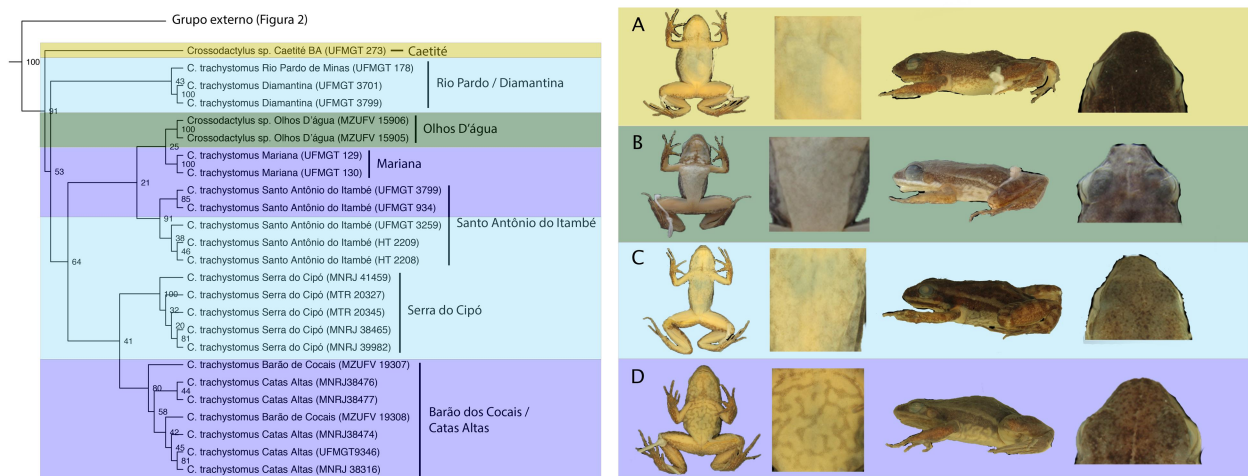 Grupo externo (Figura 2)
100
Crossodactylus sp. Caetité BA (UFMGT 273)
Caetité
91
C. trachystomus Rio Pardo de Minas (UFMGT 178)
43
C. trachystomus Diamantina (UFMGT 3701)
100
C. trachystomus Diamantina (UFMGT 3799)
Rio Pardo / Diamantina
53
Crossodactylus sp. Olhos D'água (MZUFV 15906)
100
Crossodactylus sp. Olhos D'água (MZUFV 15905)
Olhos D'água
25
C. trachystomus Mariana (UFMGT 129)
100
C. trachystomus Mariana (UFMGT 130)
Mariana
21
C. trachystomus Santo Antônio do Itambé (UFMGT 3799)
85
C. trachystomus Santo Antônio do Itambé (UFMGT 934)
91
C. trachystomus Santo Antônio do Itambé (UFMGT 3259)
38
C. trachystomus Santo Antônio do Itambé (HT 2209)
46
C. trachystomus Santo Antônio do Itambé (HT 2208)
Santo Antônio do Itambé
64
C. trachystomus Serra do Cipó (MNRJ 41459)
100
C. trachystomus Serra do Cipó (MTR 20327)
32
C. trachystomus Serra do Cipó (MTR 20345)
20
C. trachystomus Serra do Cipó (MNRJ 38465)
81
C. trachystomus Serra do Cipó (MNRJ 39982)
Serra do Cipó
41
C. trachystomus Barão de Cocais (MZUFV 19307)
80
C. trachystomus Catas Altas (MNRJ38476)
44
C. trachystomus Catas Altas (MNRJ38477)
58
C. trachystomus Barão de Cocais (MZUFV 19308)
42
C. trachystomus Catas Altas (MNRJ38474)
45
C. trachystomus Catas Altas (UFMGT9346)
81
C. trachystomus Catas Altas (MNRJ 38316)
Barão dos Cocais /
Catas Altas
A
B
C
D